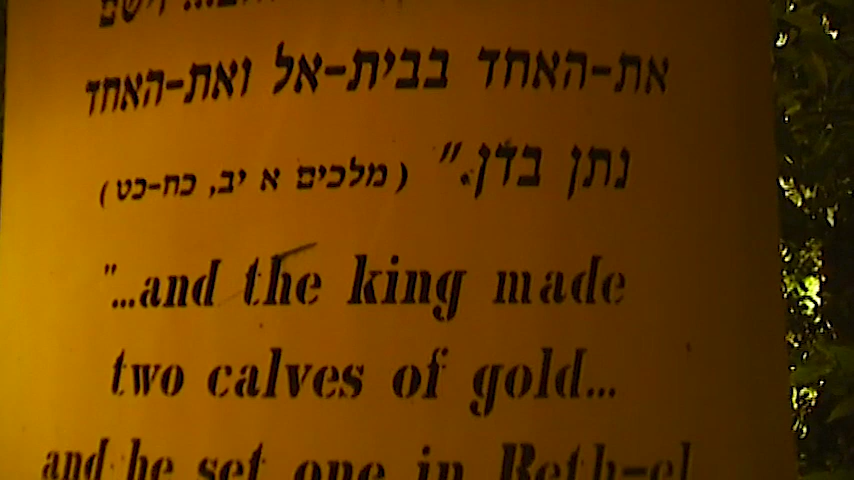 את-האחד בבית-אל ואת-האחד
נתן בדן." (מלכים א יב, כח-כט)
"...and the king made
two calves of gold...
and he set one in Beth-el